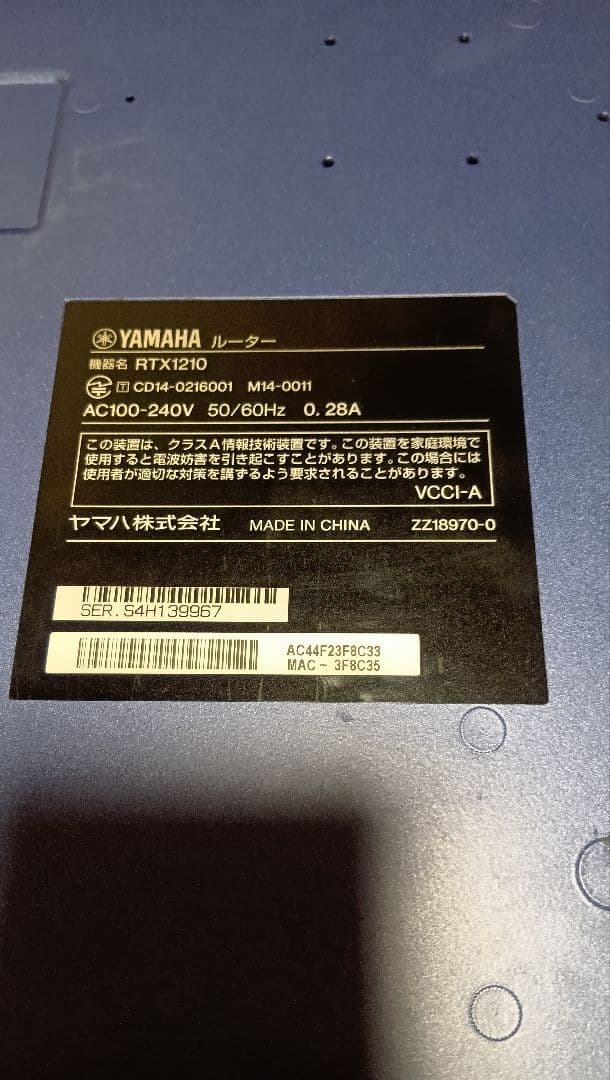 YAMAHA ルーター
機器名 RTX1210
T CD14-0216001 M14-0011
AC100-240V 50/60Hz 0.28A
この装置は、クラスA情報技術装置です。この装置を家庭環境で
使用すると電波妨害を引き起こすことがあります。この場合には
使用者が適切な対策を講ずるよう要求されることがあります。
VCCI-A
ヤマハ株式会社 MADE IN CHINA ZZ18970-0
SER.S4H139967
AC44F23F8C33
MAC ~ 3F8C35